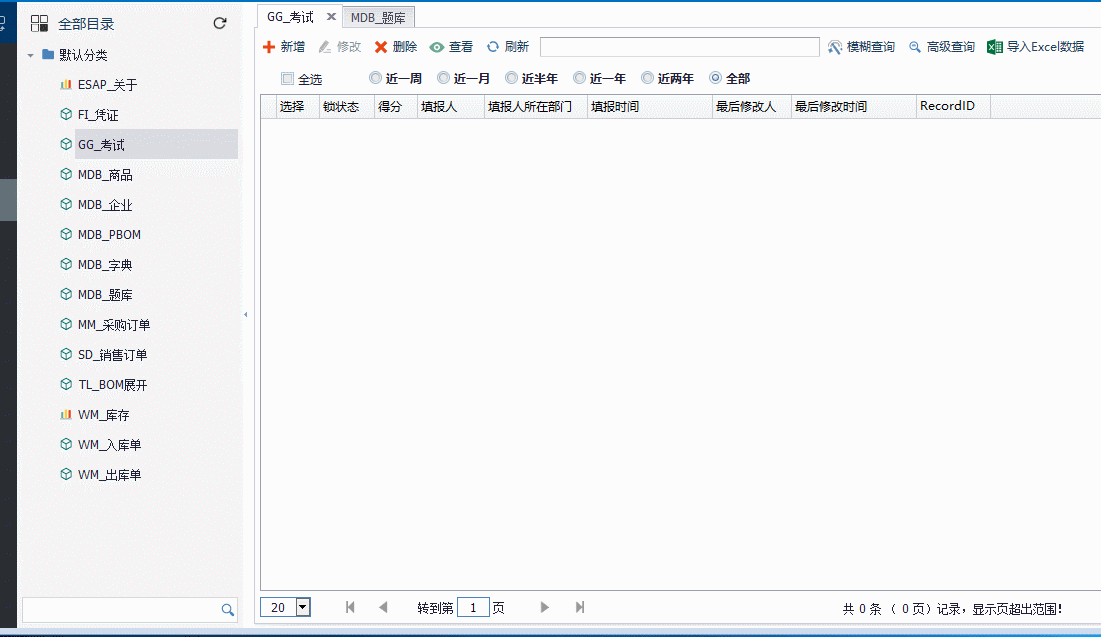 全部目录
默认分类
ESAP_关于
FI_凭证
GG_考试
MDB_商品
MDB_企业
MDB_PBOM
MDB_字典
MDB_题库
MM_采购订单
SD_销售订单
TL_BOM展开
WM_库存
WM_入库单
WM_出库单
GG_考试 MDB_题库
新增 修改 删除 查看 刷新 模糊查询 高级查询 导入Excel数据
全选 近一周 近一月 近半年 近一年 近两年 全部
选择 锁状态 得分 填报人 填报人所在部门 填报时间 最后修改人 最后修改时间 RecordID
20 转到第 1 页 共 0 条 （ 0 页）记录，显示页超出范围！